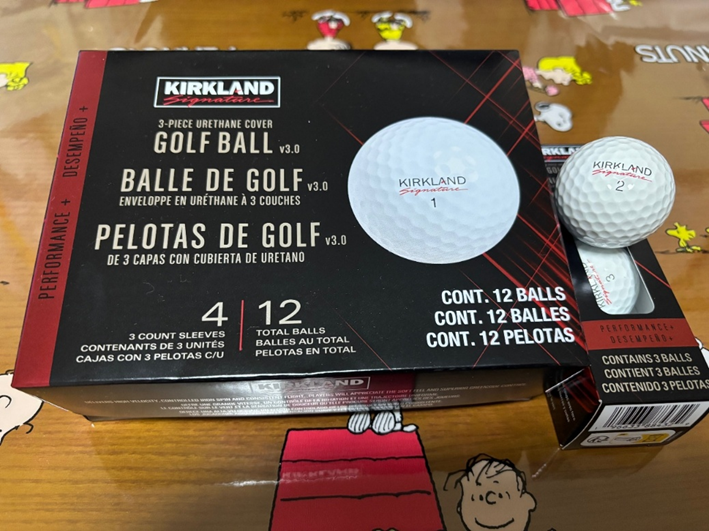 PERFORMANCE + DESEMPEÑO +
KIRKLAND
Signature
3-PIECE URETHANE COVER
GOLF BALL v3.0
BALLE DE GOLF v3.0
ENVELOPPE EN URÉTHANE À 3 COUCHES
PELOTAS DE GOLF v3.0
DE 3 CAPAS CON CUBIERTA DE URETANO
4
3 COUNT SLEEVES
CONTENANTS DE 3 UNITÉS
CAJAS CON 3 PELOTAS C/U
12
TOTAL BALLS
BALLES AU TOTAL
PELOTAS EN TOTAL
KIRKLAND
Signature
1
CONT. 12 BALLS
CONT. 12 BALLES
CONT. 12 PELOTAS
KIRKLAND
KIRKLAND
Signature
2
KIRKLAND
Signature
3
PERFORMANCE+
DESEMPEÑO+
CONTAINS 3 BALLS
CONTIENT 3 BALLES
CONTENIDO 3 PELOTAS